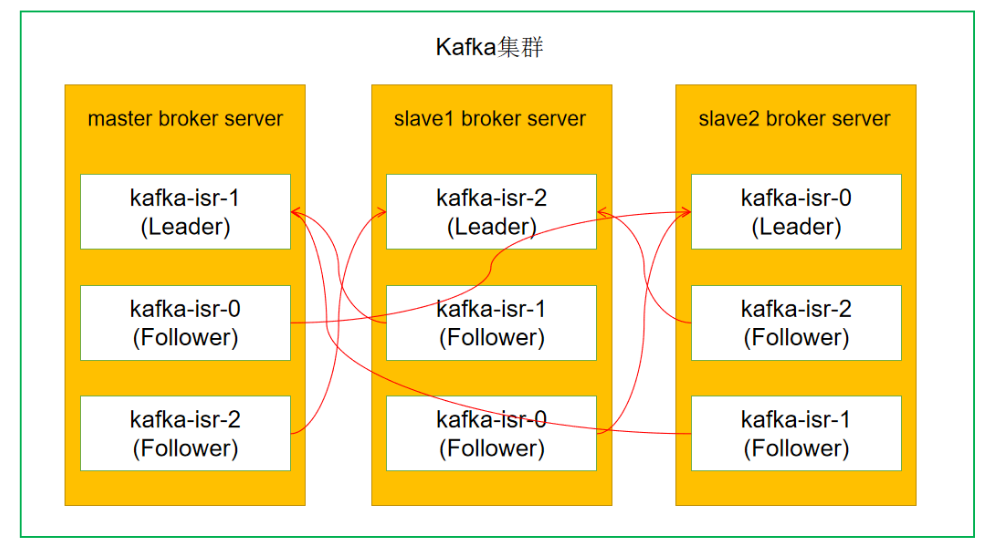 Kafka集群
master broker server
kafka-isr-1
(Leader)
kafka-isr-0
(Follower)
kafka-isr-2
(Follower)
slave1 broker server
kafka-isr-2
(Leader)
kafka-isr-1
(Follower)
kafka-isr-0
(Follower)
slave2 broker server
kafka-isr-0
(Leader)
kafka-isr-2
(Follower)
kafka-isr-1
(Follower)